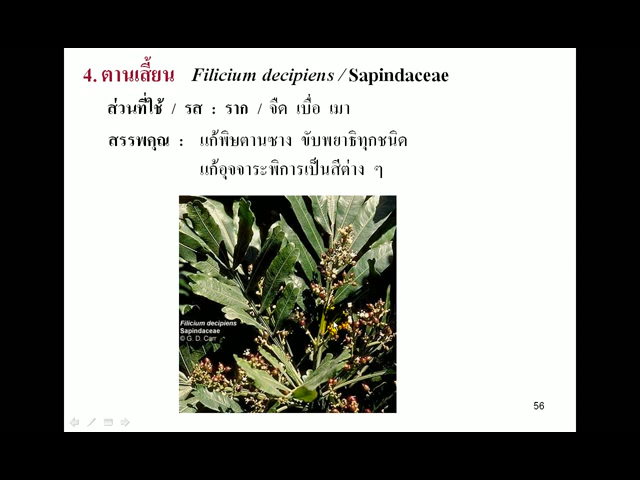 4. ตานเสี้ยน Filicium decipiens / Sapindaceae
ส่วนที่ใช้ / รส : ราก / จืด เบื่อ เมา
สรรพคุณ : แก้พิษตานซาง ขับพยาธิทุกชนิด
แก้อุจจาระพิการเป็นสีต่าง ๆ
Filicium decipiens
Sapindaceae
© G. D. Carr
56